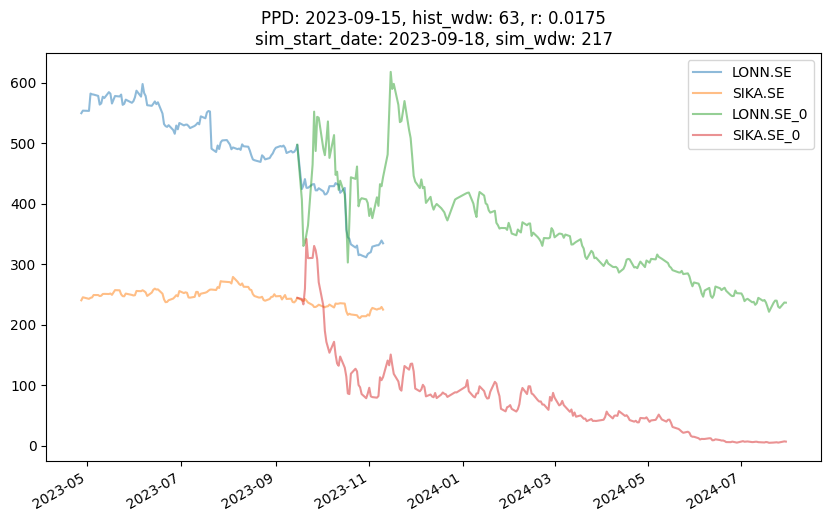 PPD: 2023-09-15, hist_wdw: 63, r: 0.0175
sim_start_date: 2023-09-18, sim_wdw: 217
LONN.SE
SIKA.SE
LONN.SE_0
SIKA.SE_0
600
500
400
300
200
100
0
2023-05
2023-07
2023-09
2023-11
2024-01
2024-03
2024-05
2024-07